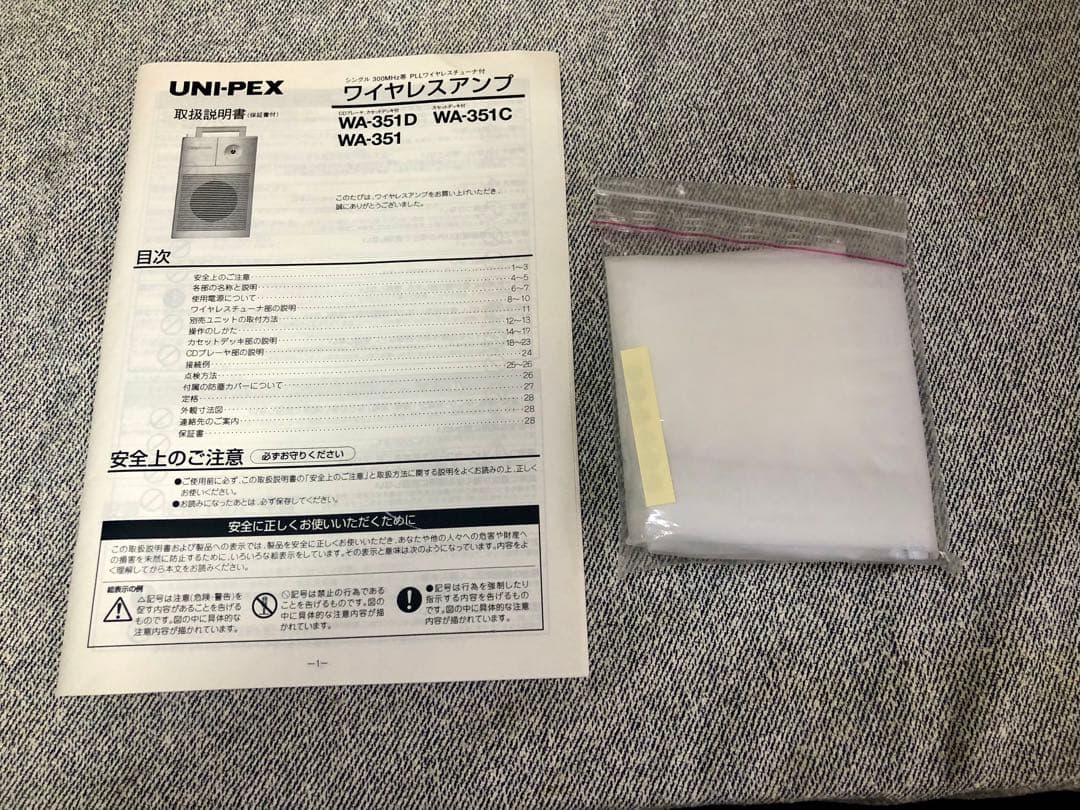 UNI-PEX
取扱説明書(保証書付)
シングル 300MHz帯 PLLワイヤレスチューナ付
ワイヤレスアンプ
CDプレーヤ、カセットデッキ付
WA-351D
カセットデッキ付
WA-351C
WA-351
このたびは、ワイヤレスアンプをお買い上げいただき、
誠にありがとうございました。
目次
安全上のご注意 1〜3
各部の名称と説明 4〜5
使用電源について 6〜7
ワイヤレスチューナ部の説明 8〜10
別売ユニットの取付方法 11
操作のしかた 12〜13
カセットデッキ部の説明 14〜17
CDプレーヤ部の説明 18〜23
接続例 24
点検方法 25〜26
付属の防塵カバーについて 26
定格 27
外観寸法図 28
連絡先のご案内 28
保証書 28
安全上のご注意 必ずお守りください
●ご使用前に必ず、この取扱説明書の「安全上のご注意」と取扱方法に関する説明をよくお読みの上、正しく
お使いください。
●お読みになったあとは、必ず保存してください。
安全に正しくお使いいただくために
この取扱説明書および製品への表示では、製品を安全に正しくお使いいただき、あなたや他の人々への危害や財産へ
の損害を未然に防止するために、いろいろな絵表示をしています。その表示と意味は次のようになっています。内容をよ
く理解してから本文をお読みください。
絵表示の例
△記号は注意(危険・警告)を
促す内容があることを告げる
ものです。図の中に具体的な
注意内容が描かれています。
⃠記号は禁止の行為である
ことを告げるものです。図の
中に具体的な注意内容が描
かれています。
●記号は行為を強制したり
指示する内容を告げるもの
です。図の中に具体的な注意
内容が描かれています。
—1—